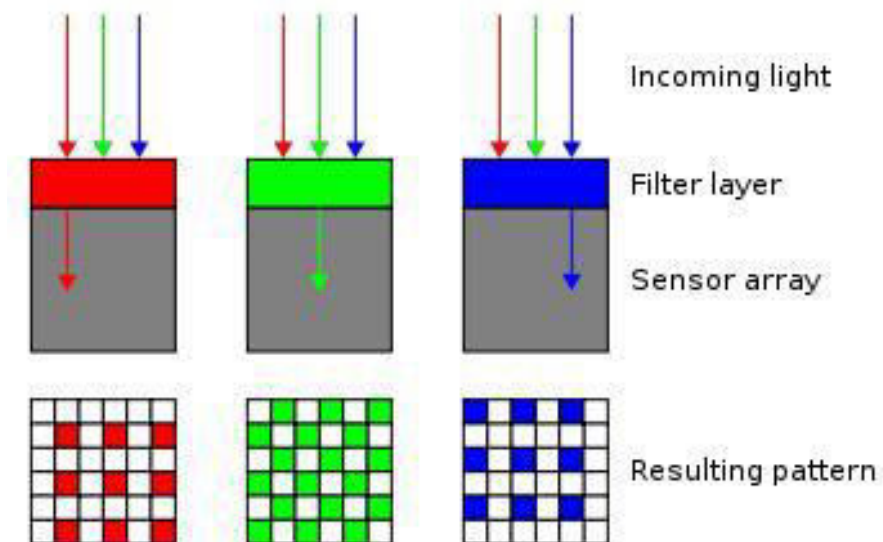 Incoming light
Filter layer
Sensor array
Resulting pattern